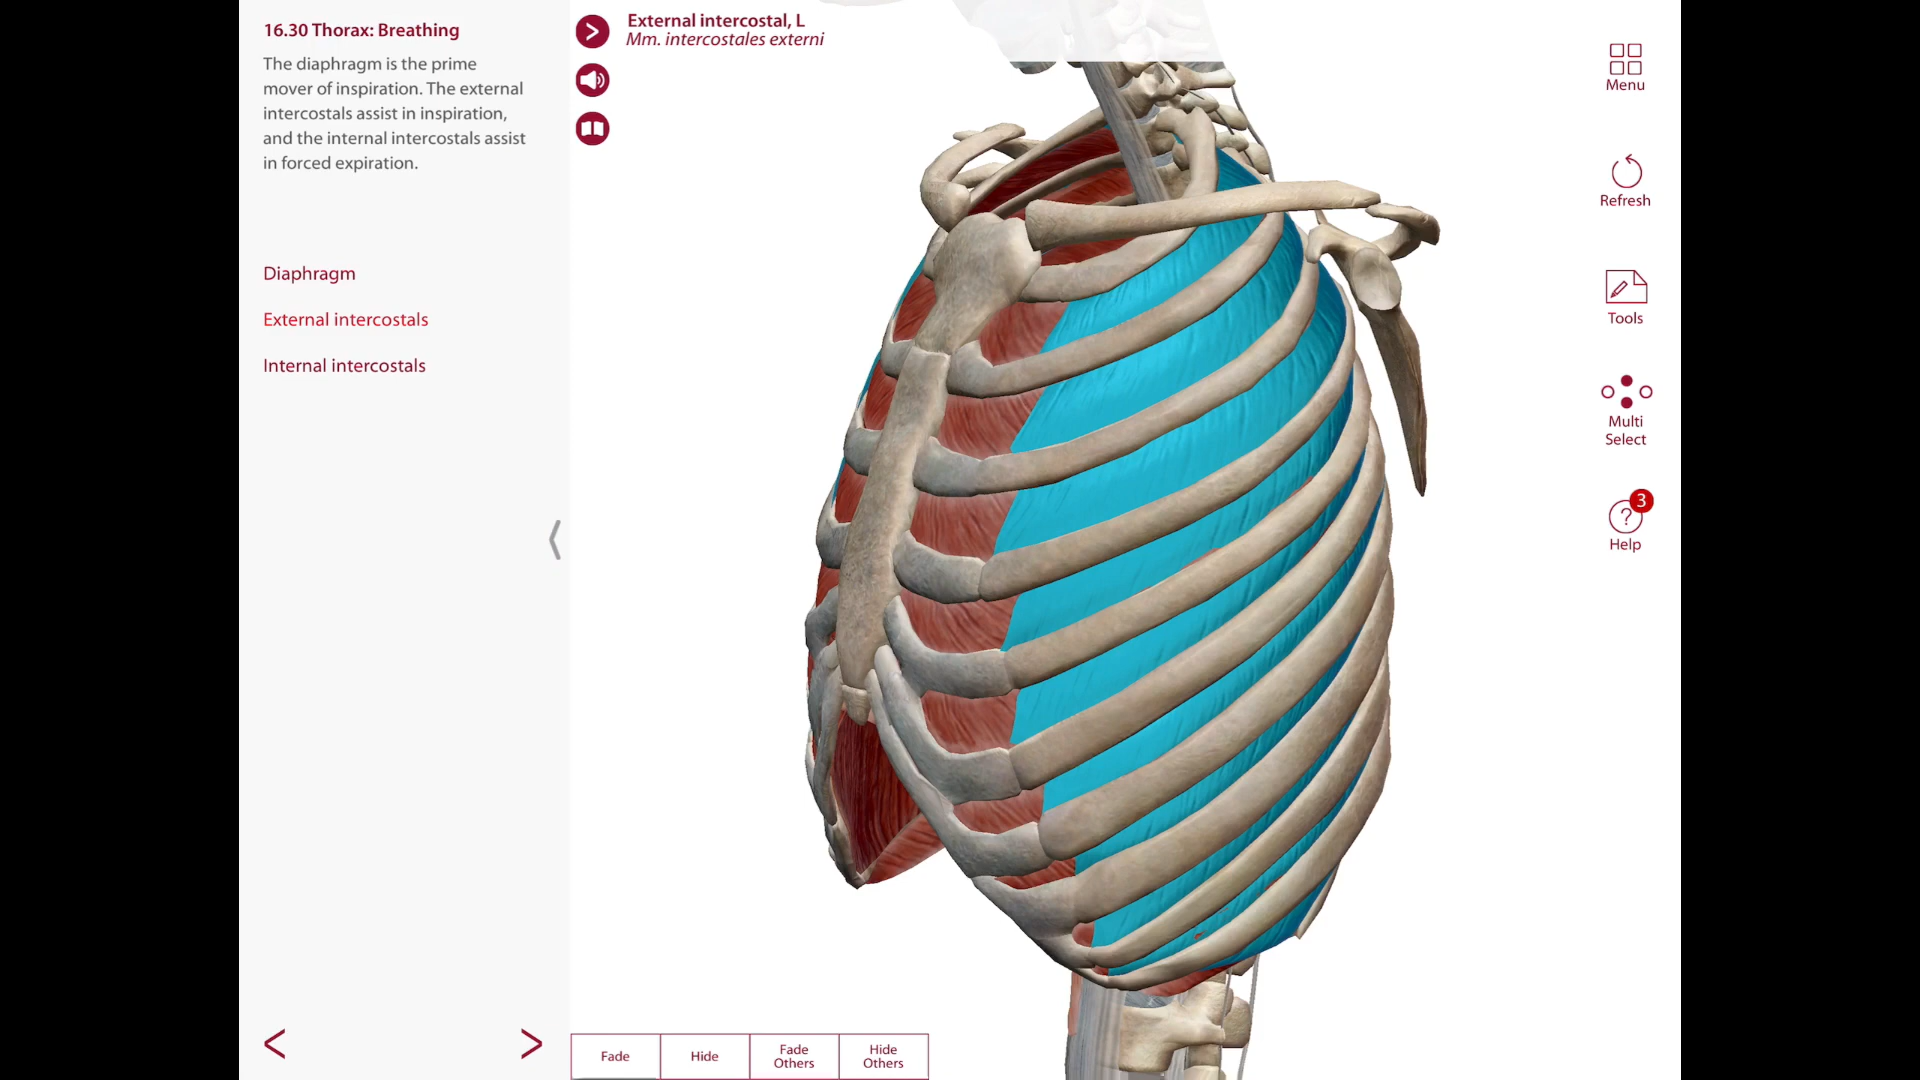 16.30 Thorax: Breathing
The diaphragm is the prime
mover of inspiration. The external
intercostals assist in inspiration,
and the internal intercostals assist
in forced expiration.
Diaphragm
External intercostals
Internal intercostals
External intercostal, L
Mm. intercostales externi
Menu
Refresh
Tools
Multi
Select
3
Help
Fade
Hide
Fade
Others
Hide
Others